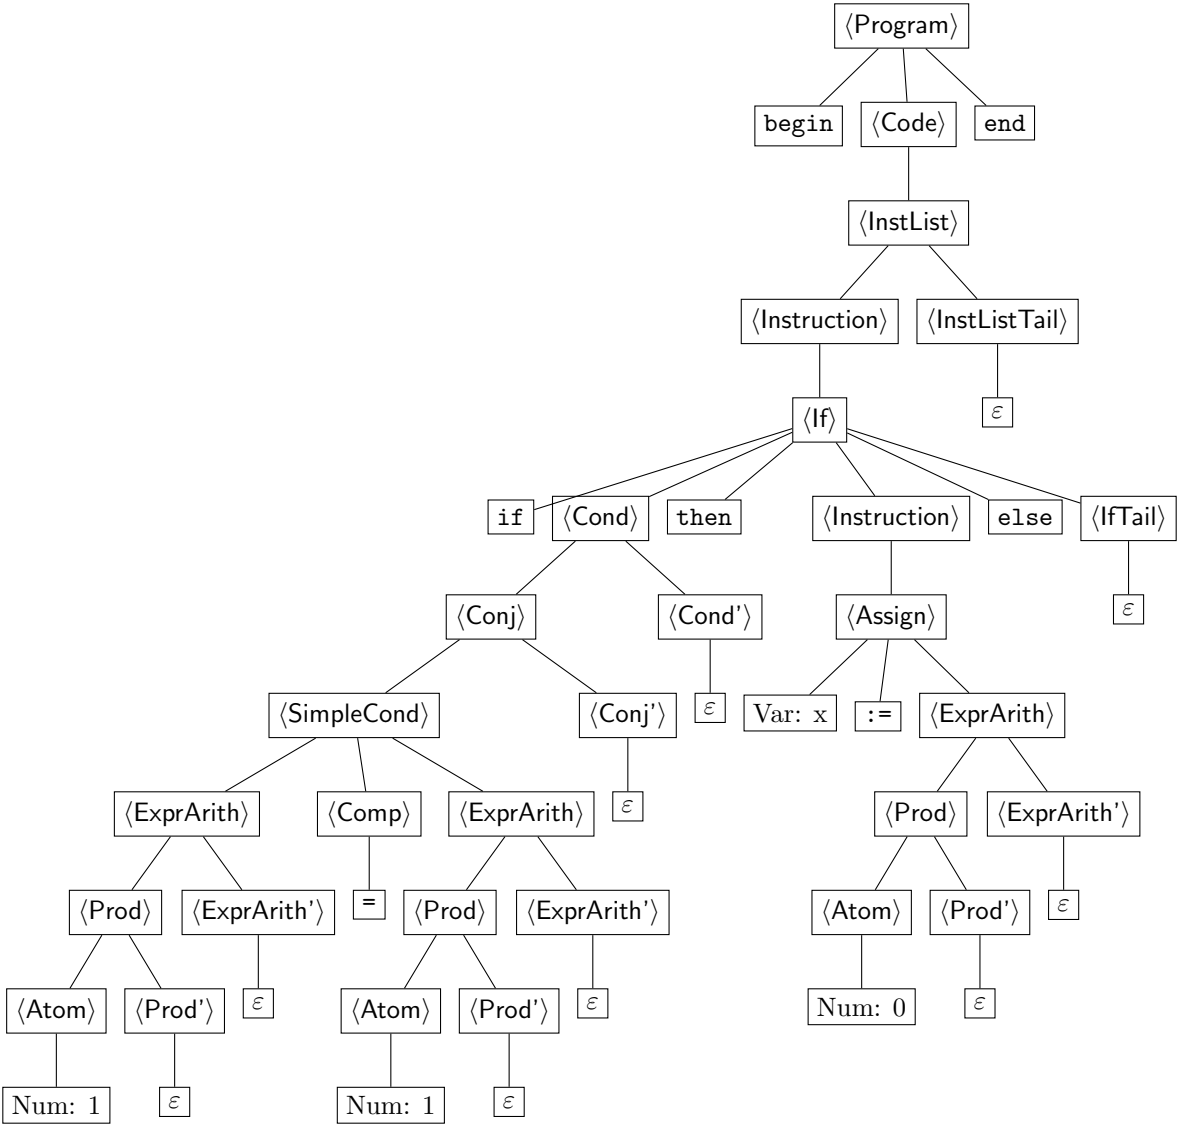 ⟨Program⟩
begin ⟨Code⟩ end
⟨InstList⟩
⟨Instruction⟩ ⟨InstListTail⟩
⟨If⟩ ε
if ⟨Cond⟩ then ⟨Instruction⟩ else ⟨IfTail⟩
⟨Conj⟩ ⟨Cond'⟩ ⟨Assign⟩ ε
⟨SimpleCond⟩ ⟨Conj'⟩ ε Var: x := ⟨ExprArith⟩
⟨ExprArith⟩ ⟨Comp⟩ ⟨ExprArith⟩ ε ⟨Prod⟩ ⟨ExprArith'⟩
⟨Prod⟩ ⟨ExprArith'⟩ = ⟨Prod⟩ ⟨ExprArith'⟩ ⟨Atom⟩ ⟨Prod'⟩ ε
⟨Atom⟩ ⟨Prod'⟩ ε ⟨Atom⟩ ⟨Prod'⟩ ε Num: 0 ε
Num: 1 ε Num: 1 ε